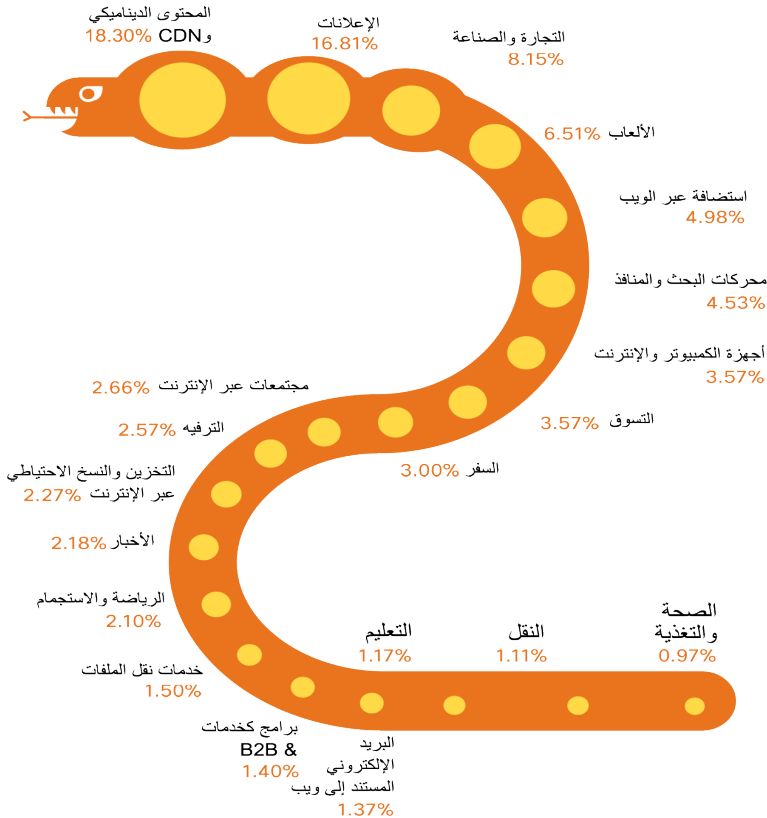 المحتوى الديناميكي
وCDN 18.30%
الإعلانات
16.81%
التجارة والصناعة
8.15%
الألعاب 6.51%
استضافة عبر الويب
4.98%
محركات البحث والمنافذ
4.53%
أجهزة الكمبيوتر والإنترنت
3.57%
التسوق 3.57%
السفر 3.00%
مجتمعات عبر الإنترنت 2.66%
الترفيه 2.57%
التخزين والنسخ الاحتياطي
عبر الإنترنت 2.27%
الأخبار 2.18%
الرياضة والاستجمام
2.10%
خدمات نقل الملفات
1.50%
برامج كخدمات
& B2B
1.40%
البريد
الإلكتروني
المستند إلى ويب
1.37%
التعليم
1.17%
النقل
1.11%
الصحة
والتغذية
0.97%